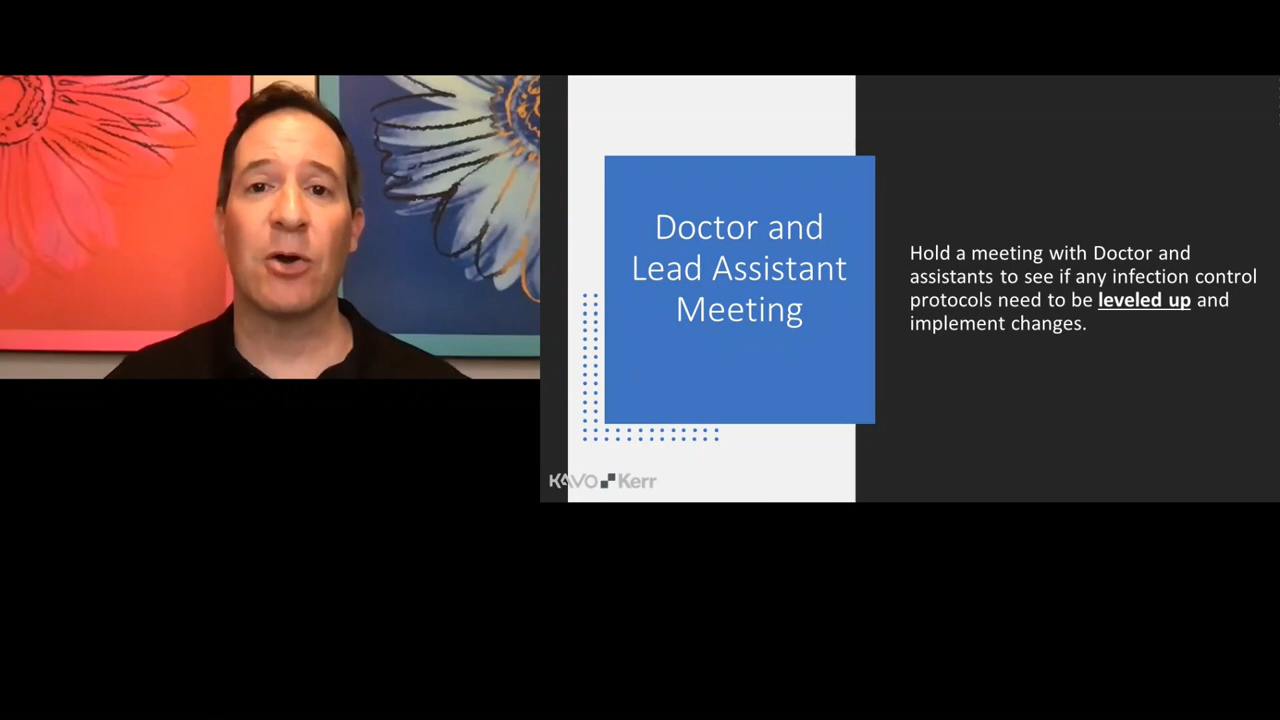 Doctor and
Lead Assistant
Meeting
Hold a meeting with Doctor and
assistants to see if any infection control
protocols need to be leveled up and
implement changes.
KAVO Kerr